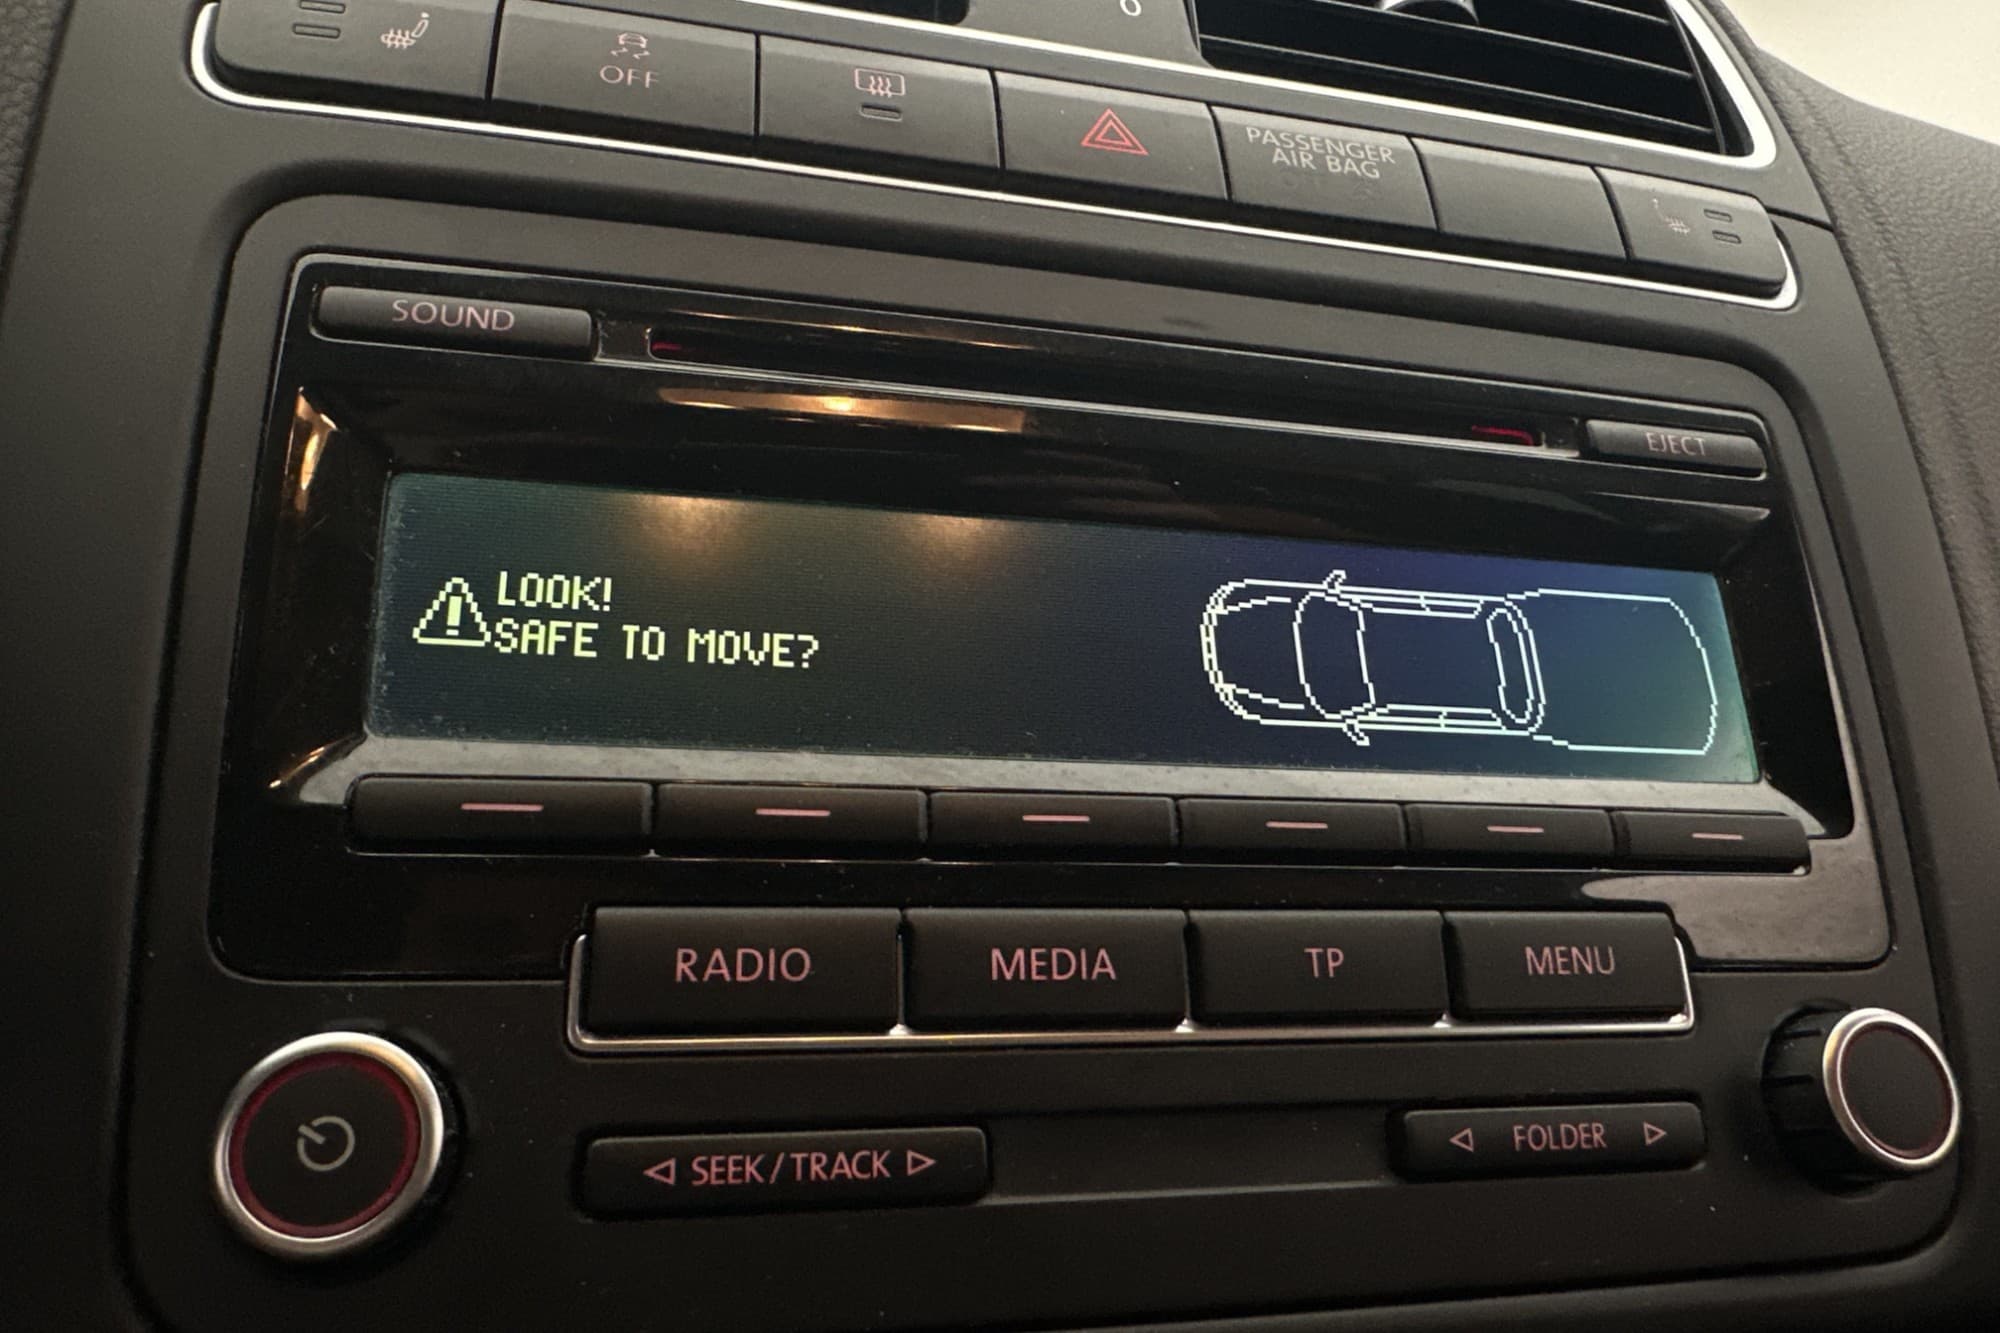 OFF
PASSENGER
AIR BAG
SOUND
EJECT
LOOK!
SAFE TO MOVE?
RADIO
MEDIA
TP
MENU
SEEK/TRACK
FOLDER